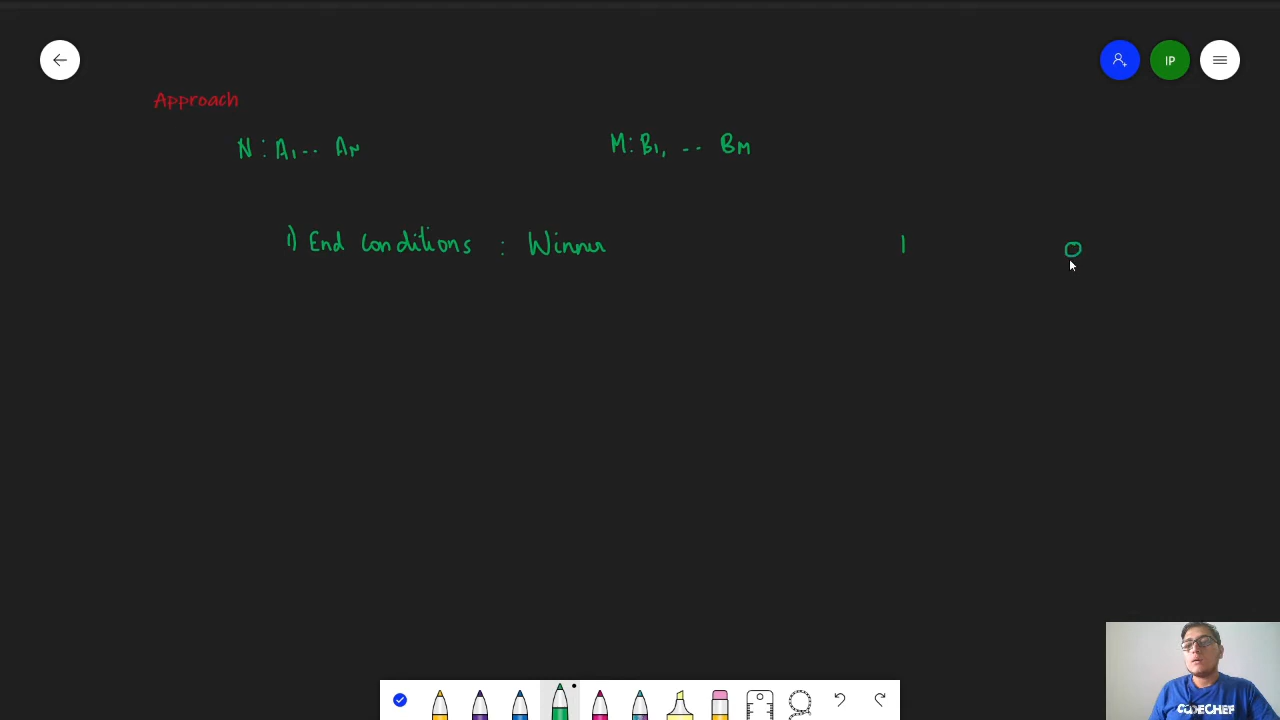 IP
Approach
N : A1 .. AN M : B1, .. BM
1) End Conditions : Winner 1 0
CODECHEF